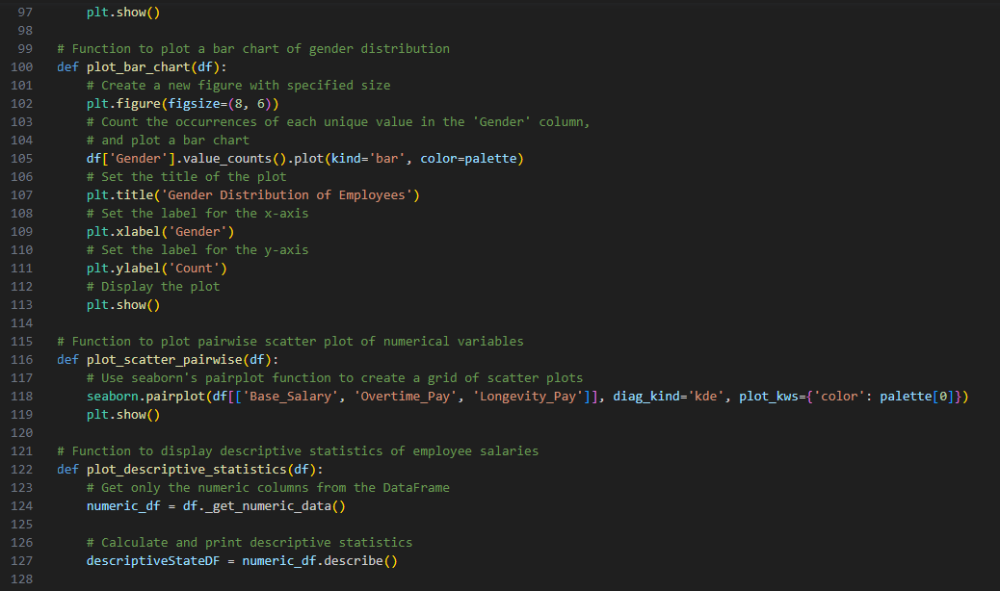 97 plt.show()
98
99 # Function to plot a bar chart of gender distribution
100 def plot_bar_chart(df):
101 # Create a new figure with specified size
102 plt.figure(figsize=(8, 6))
103 # Count the occurrences of each unique value in the 'Gender' column,
104 # and plot a bar chart
105 df['Gender'].value_counts().plot(kind='bar', color=palette)
106 # Set the title of the plot
107 plt.title('Gender Distribution of Employees')
108 # Set the label for the x-axis
109 plt.xlabel('Gender')
110 # Set the label for the y-axis
111 plt.ylabel('Count')
112 # Display the plot
113 plt.show()
114
115 # Function to plot pairwise scatter plot of numerical variables
116 def plot_scatter_pairwise(df):
117 # Use seaborn's pairplot function to create a grid of scatter plots
118 seaborn.pairplot(df[['Base_Salary', 'Overtime_Pay', 'Longevity_Pay']], diag_kind='kde', plot_kws={'color': palette[0]})
119 plt.show()
120
121 # Function to display descriptive statistics of employee salaries
122 def plot_descriptive_statistics(df):
123 # Get only the numeric columns from the DataFrame
124 numeric_df = df._get_numeric_data()
125
126 # Calculate and print descriptive statistics
127 descriptiveStateDF = numeric_df.describe()
128